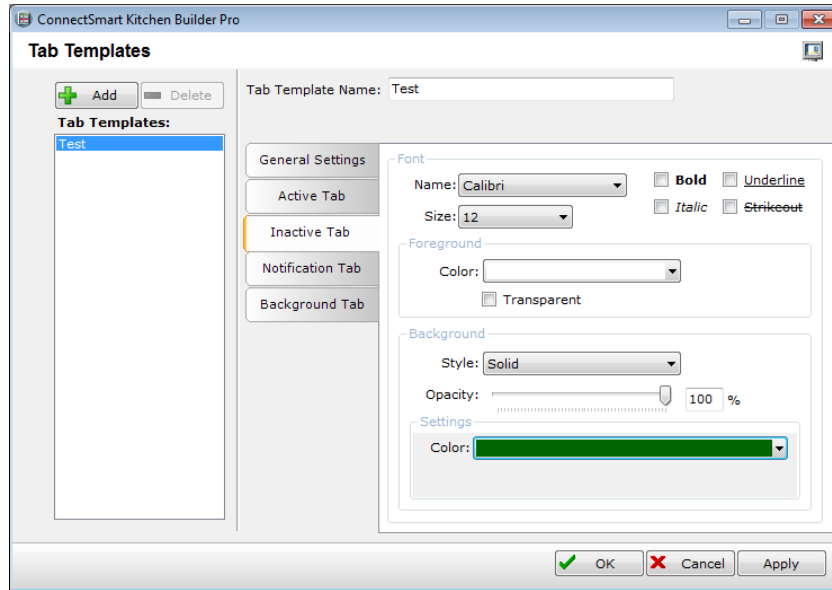 ConnectSmart Kitchen Builder Pro
Tab Templates
Add
Delete
Tab Template Name: Test
Tab Templates:
Test
General Settings
Active Tab
Inactive Tab
Notification Tab
Background Tab
Font
Name: Calibri
Bold
Underline
Size: 12
Italic
Strikeout
Foreground
Color:
Transparent
Background
Style: Solid
Opacity: 100 %
Settings
Color:
OK
Cancel
Apply